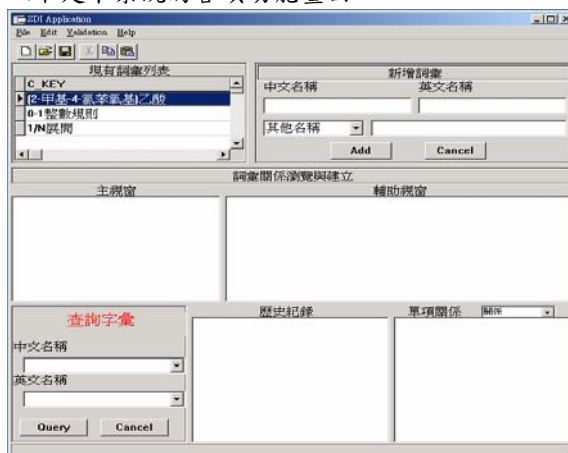 SDI Application
File Edit Validation Help
現有詞彙列表
C_KEY
(2-甲基-4-氯苯氧基)乙酸
0-1整數規則
1/N展開
新增詞彙
中文名稱 英文名稱
其他名稱
Add Cancel
詞彙關係瀏覽與建立
主視窗 輔助視窗
查詢字彙
中文名稱
英文名稱
Query Cancel
歷史紀錄
單項關係 關係